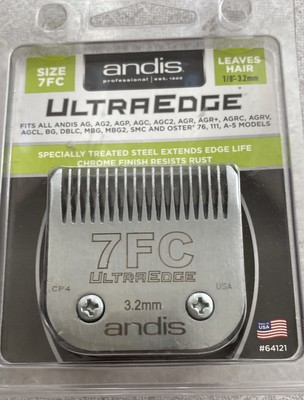 SIZE
7FC
andis
professional | est. 1922
LEAVES
HAIR
1/8"-3.2mm
ULTRAEDGE
FITS ALL ANDIS AG, AG2, AGP, AGC, AGC2, AGR, AGR+, AGRC, AGRV,
AGCL, BG, DBLC, MBG, MBG2, SMC AND OSTER® 76, 111, A-5 MODELS
SPECIALLY TREATED STEEL EXTENDS EDGE LIFE
CHROME FINISH RESISTS RUST
7FC
ULTRAEDGE
CP4
USA
3.2mm
andis
#64121